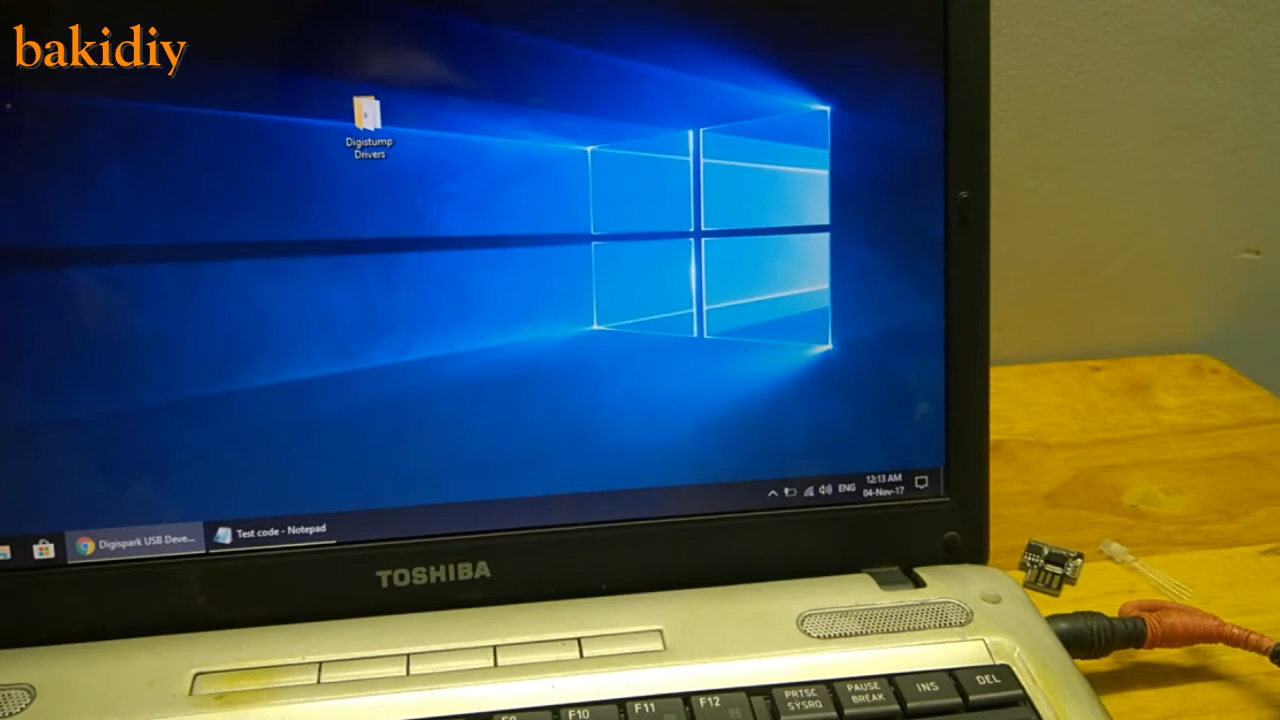 bakidiy
Digistump
Drivers
12:13 AM
ENG
04-Nov-17
Digispark USB Deve...
Test code - Notepad
TOSHIBA
F10
F11
F12
PRTSC
SYSRQ
PAUSE
BREAK
INS
DEL